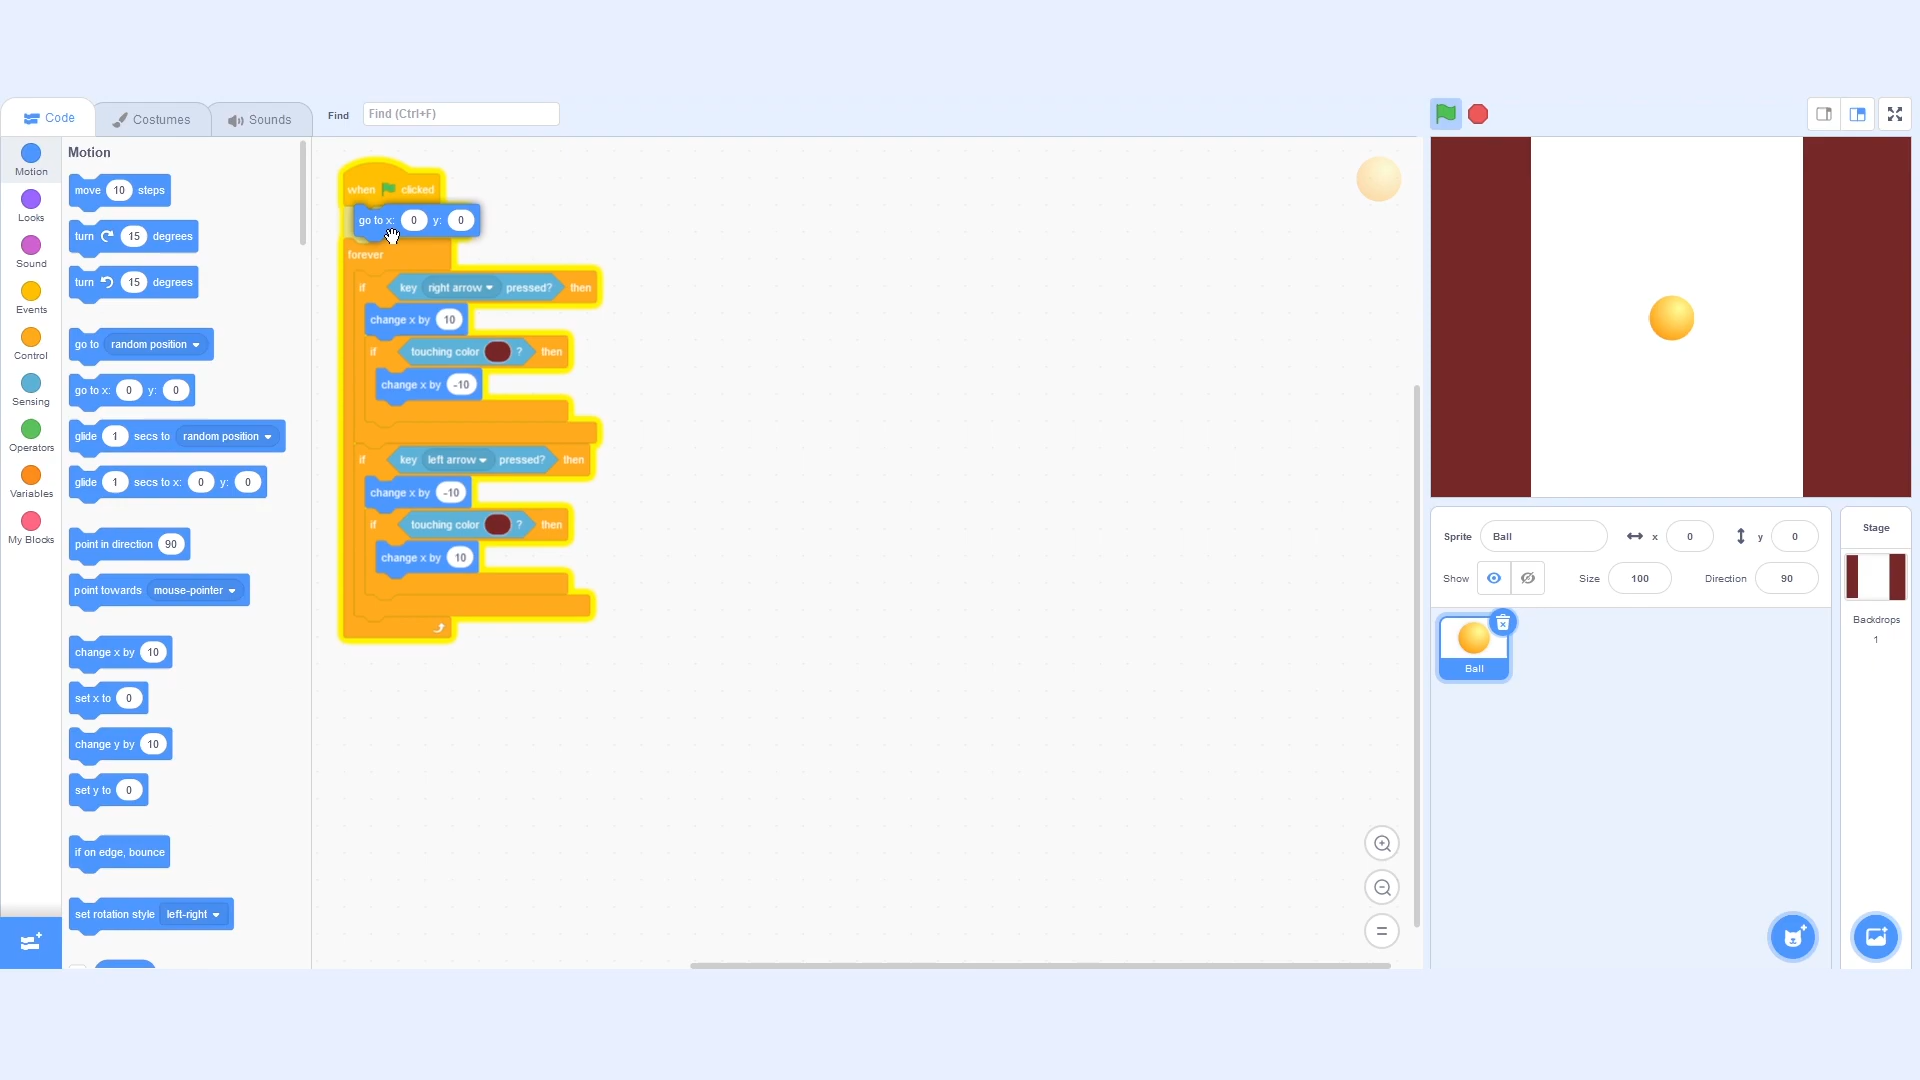 Code
Costumes
Sounds
Find
Find (Ctrl+F)
Motion
Looks
Sound
Events
Control
Sensing
Operators
Variables
My Blocks
Motion
move 10 steps
turn 15 degrees
turn 15 degrees
go to random position
go to x: 0 y: 0
glide 1 secs to random position
glide 1 secs to x: 0 y: 0
point in direction 90
point towards mouse-pointer
change x by 10
set x to 0
change y by 10
set y to 0
if on edge, bounce
set rotation style left-right
when clicked
go to x: 0 y: 0
forever
if key right arrow pressed? then
change x by 10
if touching color ? then
change x by -10
if key left arrow pressed? then
change x by -10
if touching color ? then
change x by 10
Sprite Ball x 0 y 0
Show Size 100 Direction 90
Ball
Stage
Backdrops
1